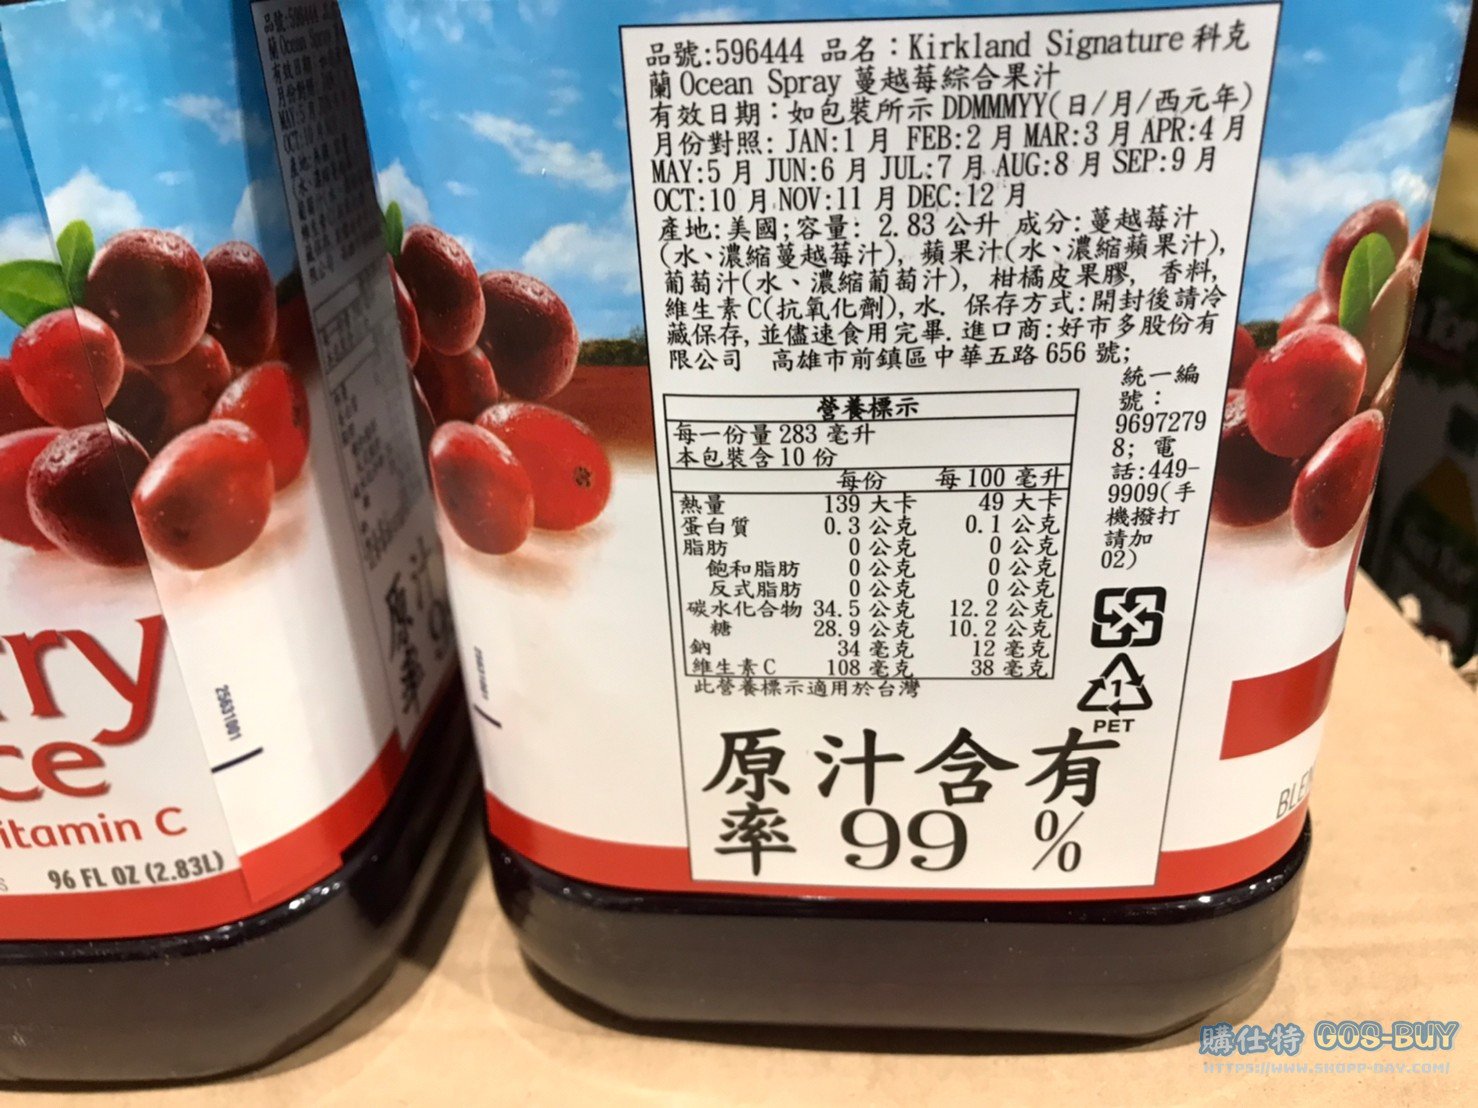 品號:596444 品名：Kirkland Signature 科克
蘭 Ocean Spray 蔓越莓綜合果汁
有效日期：如包裝所示 DDMMMYY(日/月/西元年)
月份對照: JAN:1 月 FEB:2 月 MAR:3 月 APR:4 月
MAY:5 月 JUN:6 月 JUL:7 月 AUG:8 月 SEP:9 月
OCT:10 月 NOV:11 月 DEC:12 月
產地:美國;容量: 2.83 公升 成分:蔓越莓汁
(水、濃縮蔓越莓汁), 蘋果汁(水、濃縮蘋果汁),
葡萄汁(水、濃縮葡萄汁), 柑橘皮果膠, 香料,
維生素 C(抗氧化劑), 水. 保存方式:開封後請冷
藏保存, 並儘速食用完畢. 進口商:好市多股份有
限公司 高雄市前鎮區中華五路 656 號;
統一編
號：
9697279
8; 電
話:449-
9909(手
機撥打
請加
02)
營養標示
每一份量 283 毫升
本包裝含 10 份
每份 每 100 毫升
熱量 139 大卡 49 大卡
蛋白質 0.3 公克 0.1 公克
脂肪 0 公克 0 公克
飽和脂肪 0 公克 0 公克
反式脂肪 0 公克 0 公克
碳水化合物 34.5 公克 12.2 公克
糖 28.9 公克 10.2 公克
鈉 34 毫克 12 毫克
維生素 C 108 毫克 38 毫克
此營養標示適用於台灣
1
PET
原汁含有
率 99 %
rry
ce
itamin C
96 FL OZ (2.83L)
25631001
購仕特 GOS-BUY
HTTPS://WWW.SHOPP-DAY.COM/